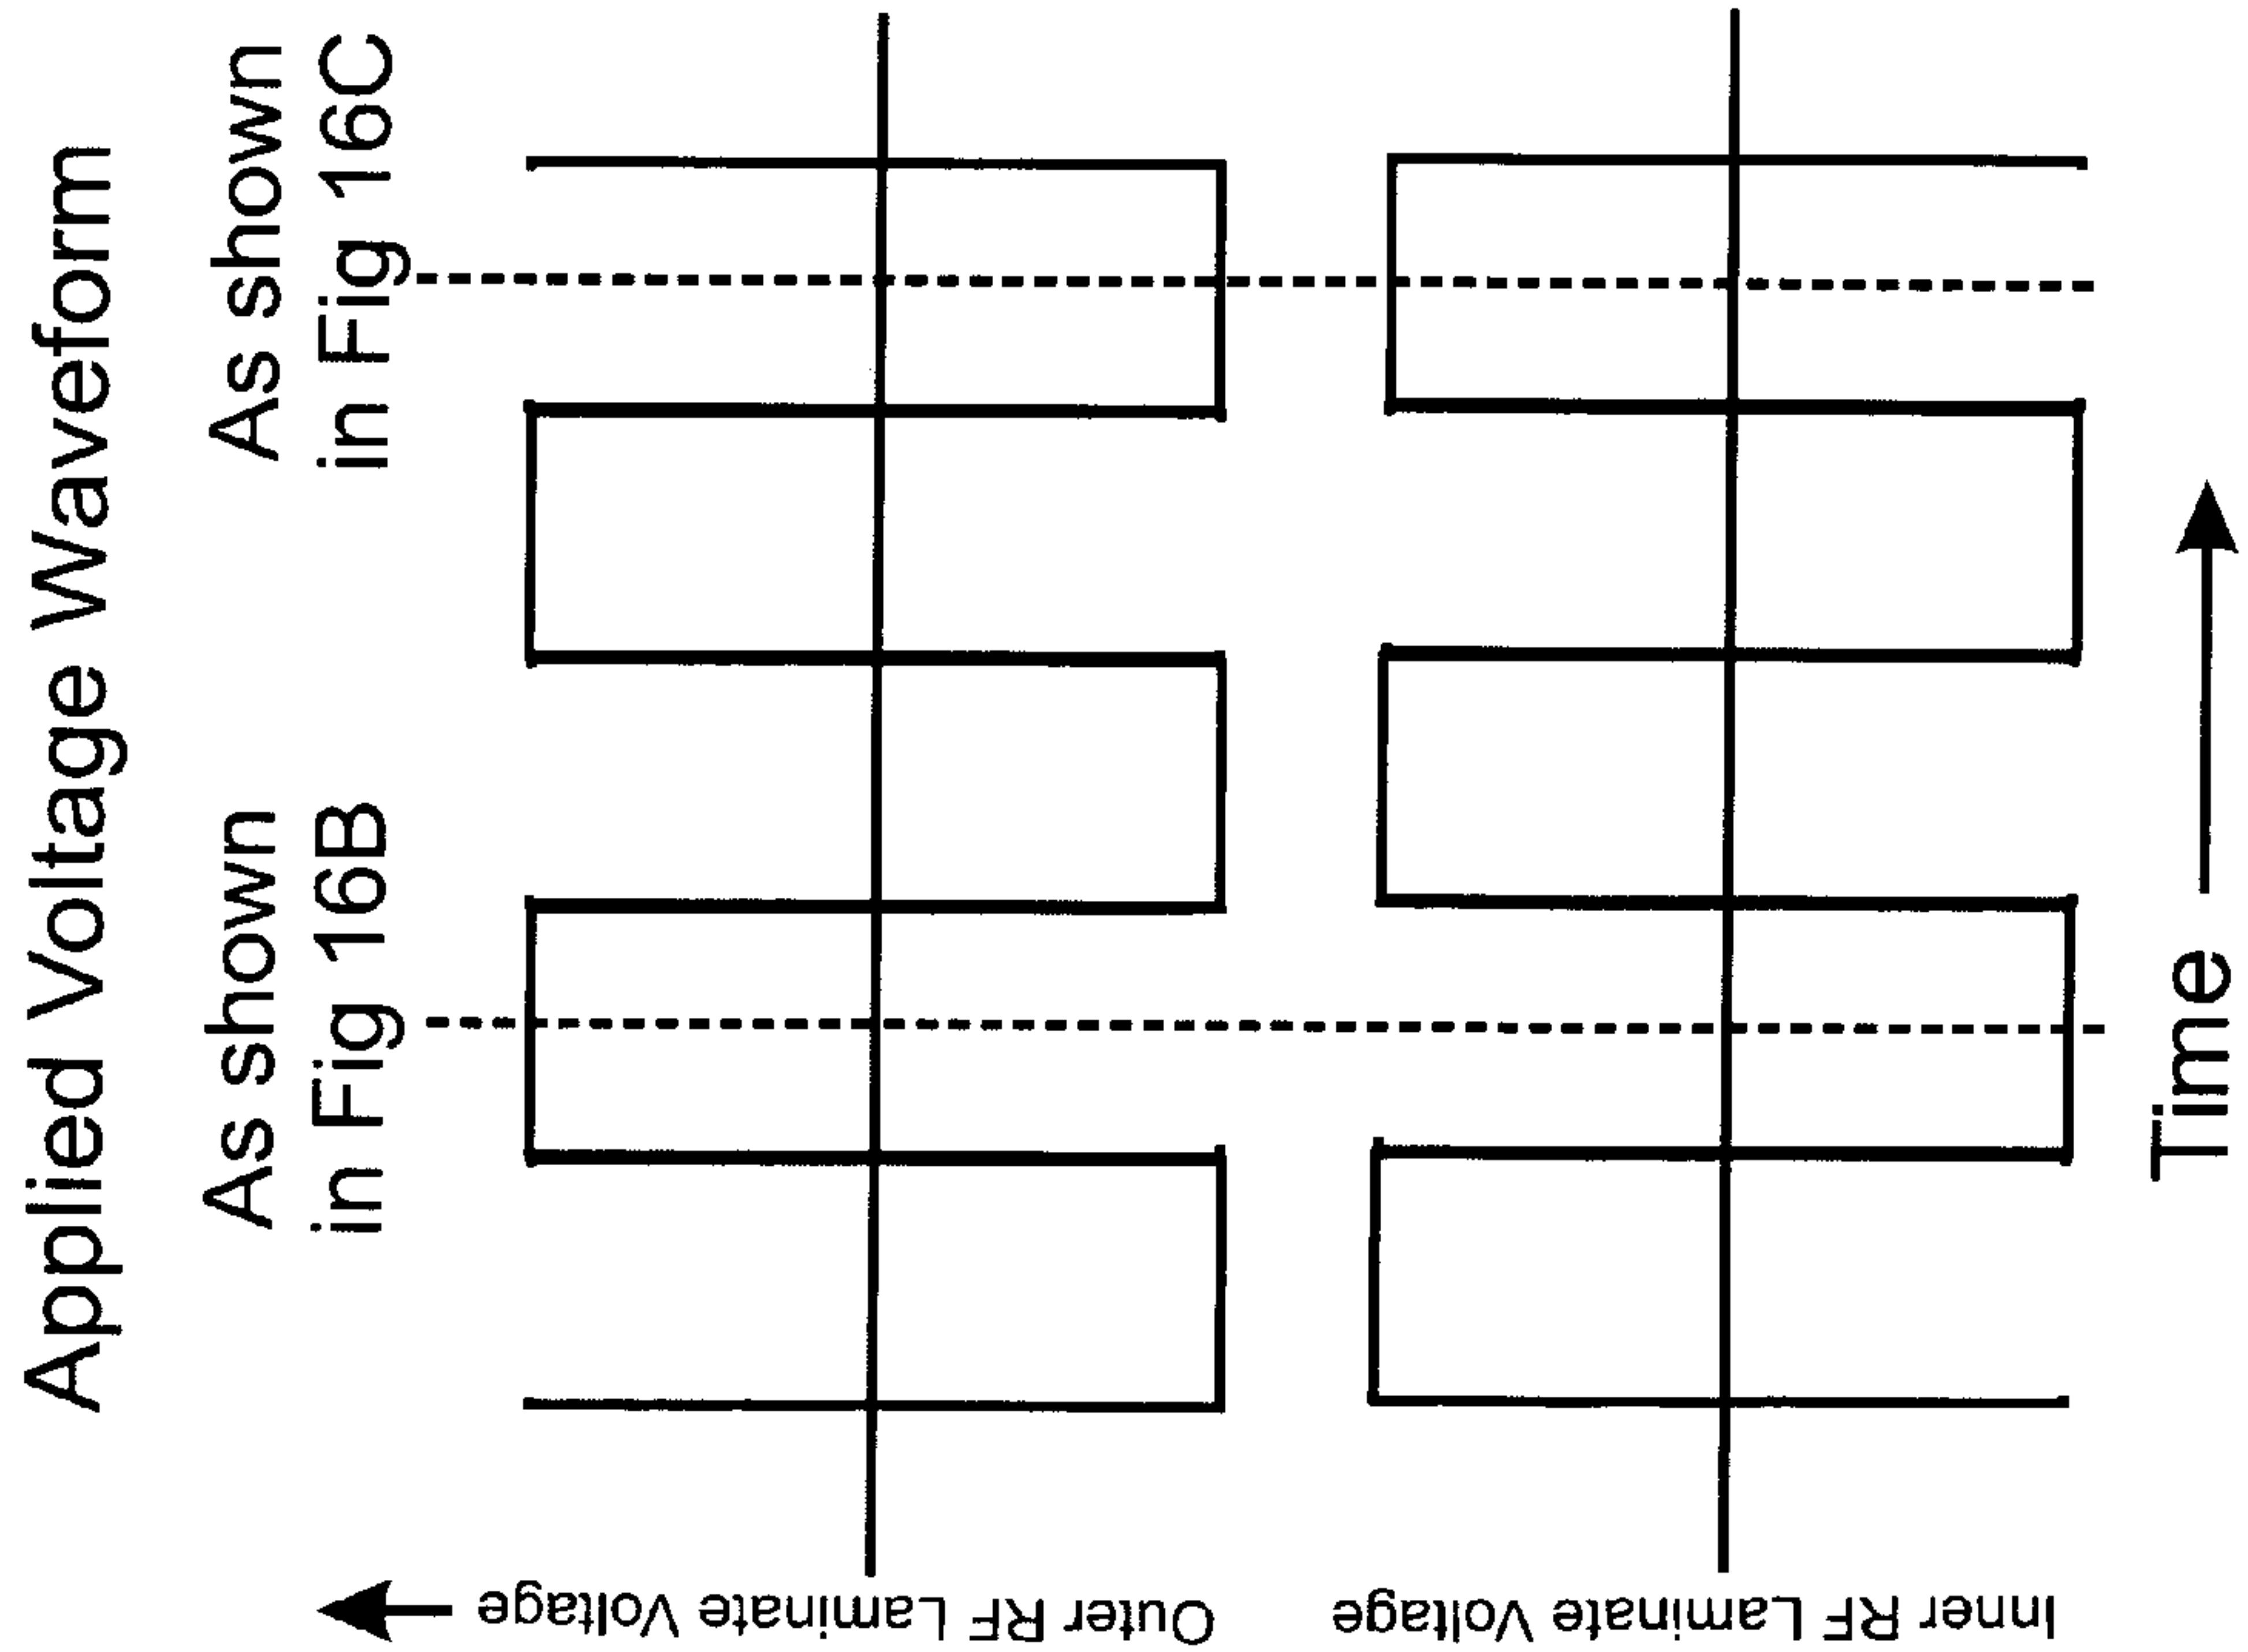 Applied Voltage Waveform
As shown
in Fig 16B
As shown
in Fig 16C
Outer RF Laminate Voltage
Inner RF Laminate Voltage
Time